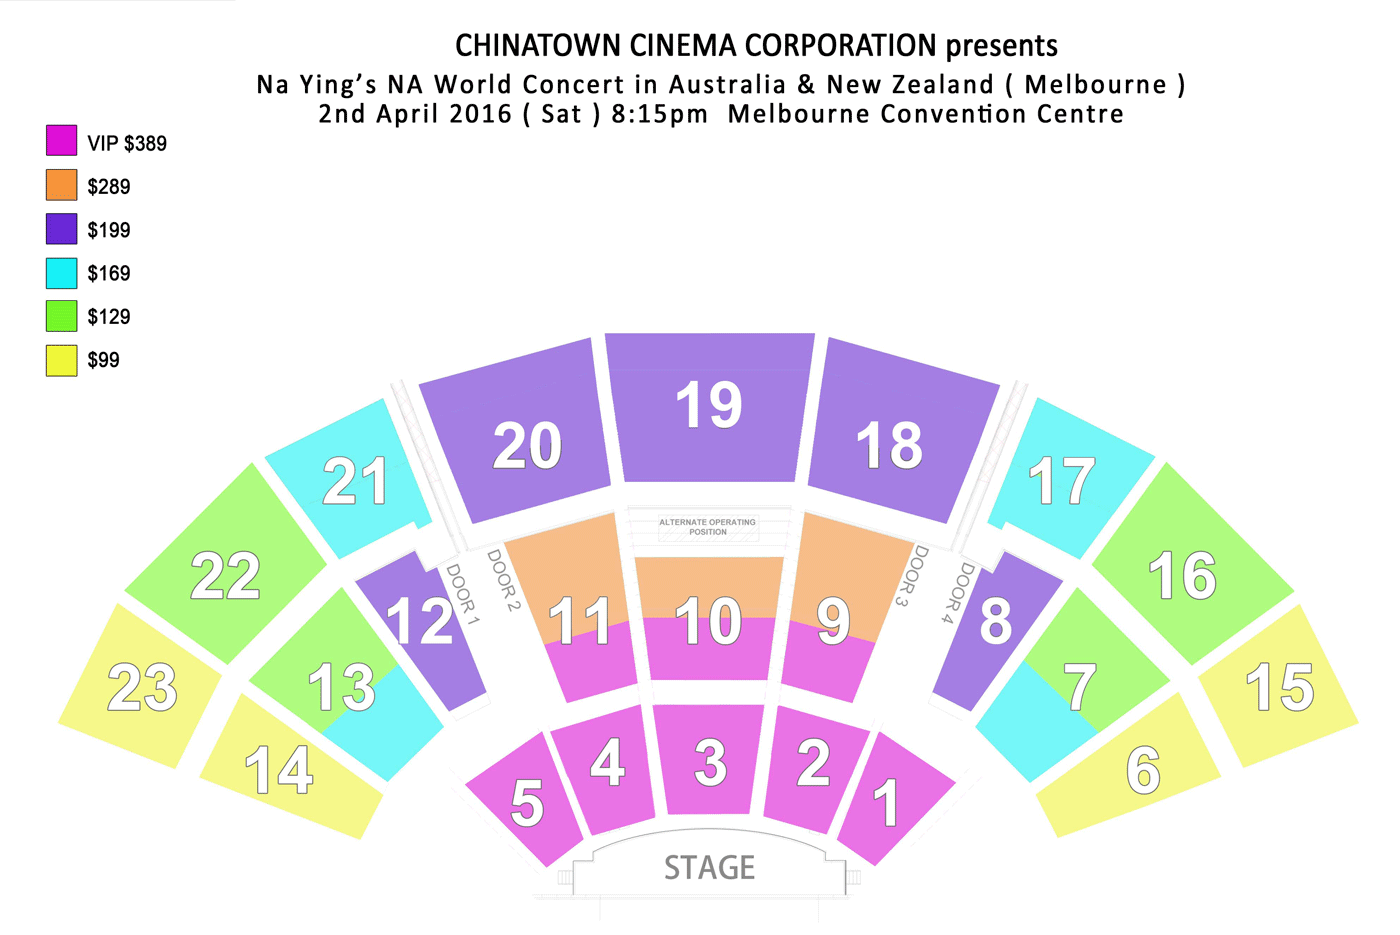 CHINATOWN CINEMA CORPORATION presents
Na Ying's NA World Concert in Australia & New Zealand ( Melbourne )
2nd April 2016 ( Sat ) 8:15pm Melbourne Convention Centre
VIP $389
$289
$199
$169
$129
$99
20
19
18
21
17
22
16
23
15
ALTERNATE OPERATING
POSITION
DOOR 1
DOOR 2
DOOR 3
DOOR 4
14
13
12
11
10
9
8
7
6
5
4
3
2
1
STAGE